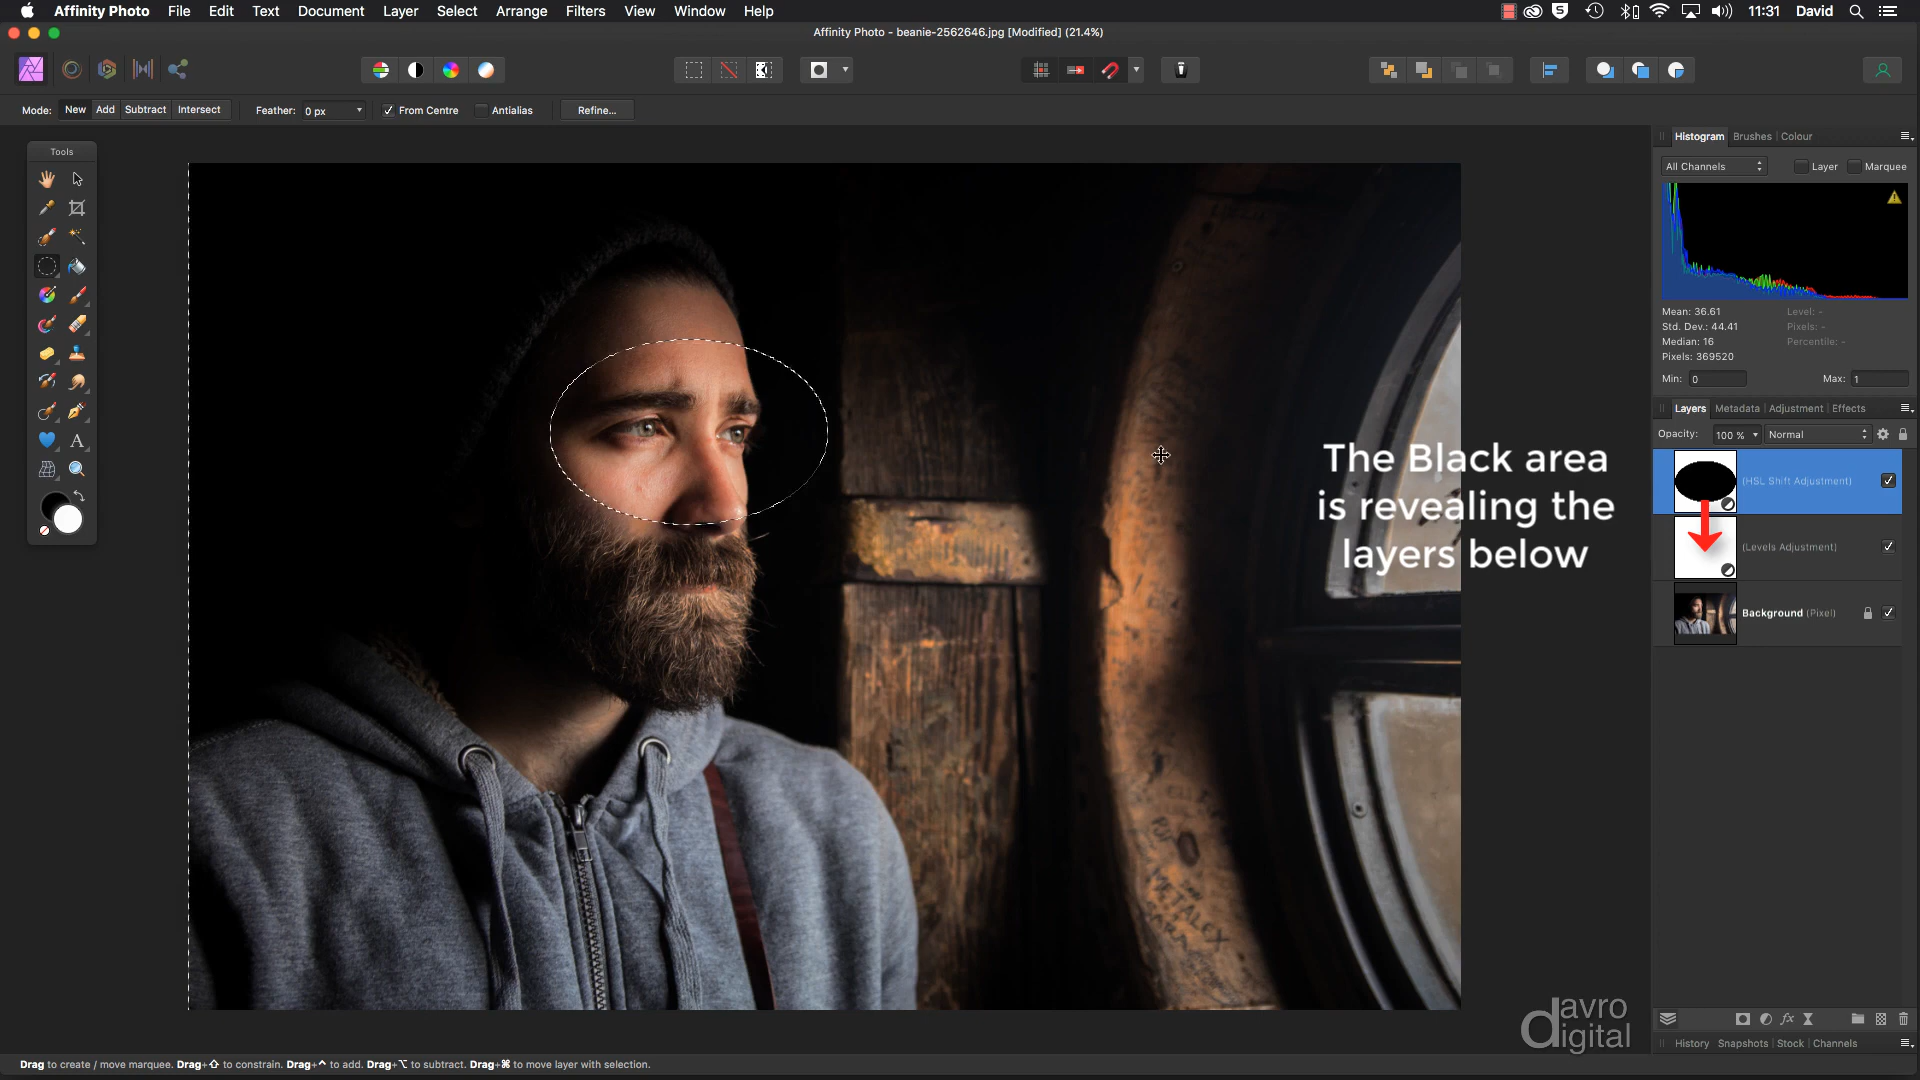 Affinity Photo File Edit Text Document Layer Select Arrange Filters View Window Help
S 11:31 David
Affinity Photo - beanie-2562646.jpg [Modified] (21.4%)
Mode: New Add Subtract Intersect Feather: 0 px From Centre Antialias Refine...
Tools
A
Histogram Brushes Colour
All Channels Layer Marquee
Mean: 36.61 Level: -
Std. Dev.: 44.41 Pixels: -
Median: 16 Percentile: -
Pixels: 369520
Min: 0 Max: 1
Layers Metadata Adjustment Effects
Opacity: 100 % Normal
(HSL Shift Adjustment)
(Levels Adjustment)
Background (Pixel)
The Black area
is revealing the
layers below
METALEX
davro
digital
fx
History Snapshots Stock Channels
Drag to create / move marquee. Drag+⇧ to constrain. Drag+^ to add. Drag+⌥ to subtract. Drag+⌘ to move layer with selection.